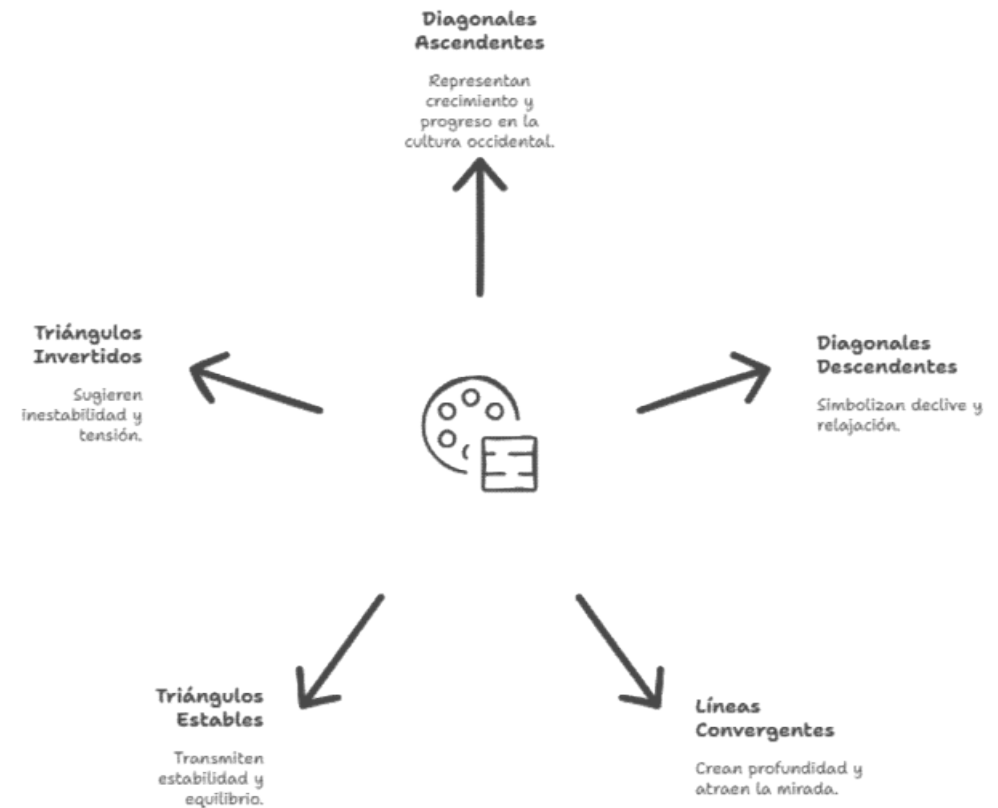 Diagonales
Ascendentes
Representan
crecimiento y
progreso en la
cultura occidental.
Triángulos
Invertidos
Sugieren
inestabilidad y
tensión.
Diagonales
Descendentes
Simbolizan declive y
relajación.
Triángulos
Estables
Transmiten
estabilidad y
equilibrio.
Líneas
Convergentes
Crean profundidad y
atraen la mirada.